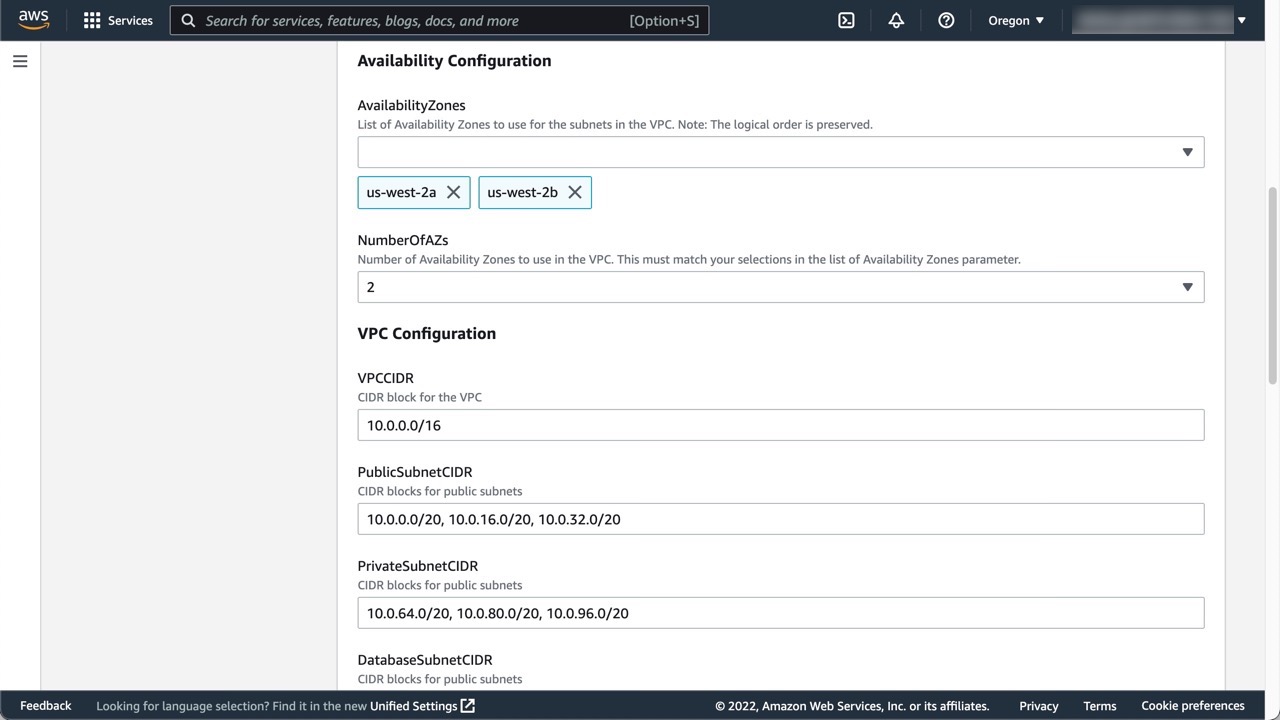 aws
Services
Search for services, features, blogs, docs, and more
[Option+S]
Oregon
Availability Configuration
AvailabilityZones
List of Availability Zones to use for the subnets in the VPC. Note: The logical order is preserved.
us-west-2a
us-west-2b
NumberOfAZs
Number of Availability Zones to use in the VPC. This must match your selections in the list of Availability Zones parameter.
2
VPC Configuration
VPCCIDR
CIDR block for the VPC
10.0.0.0/16
PublicSubnetCIDR
CIDR blocks for public subnets
10.0.0.0/20, 10.0.16.0/20, 10.0.32.0/20
PrivateSubnetCIDR
CIDR blocks for public subnets
10.0.64.0/20, 10.0.80.0/20, 10.0.96.0/20
DatabaseSubnetCIDR
CIDR blocks for public subnets
Feedback
Looking for language selection? Find it in the new Unified Settings
© 2022, Amazon Web Services, Inc. or its affiliates.
Privacy
Terms
Cookie preferences